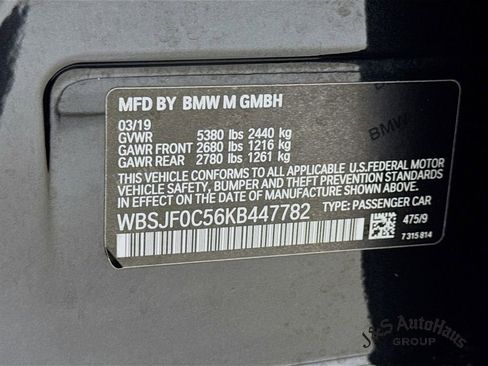 MFD BY BMW M GMBH
03/19
GVWR 5380 lbs 2440 kg
GAWR FRONT 2680 lbs 1216 kg
GAWR REAR 2780 lbs 1261 kg
THIS VEHICLE CONFORMS TO ALL APPLICABLE U.S.FEDERAL MOTOR
VEHICLE SAFETY, BUMPER AND THEFT PREVENTION STANDARDS
IN EFFECT ON THE DATE OF MANUFACTURE SHOWN ABOVE.
WBSJF0C56KB447782 TYPE: PASSENGER CAR
475/9
7 315 814
BMW
J&S AutoHaus
GROUP